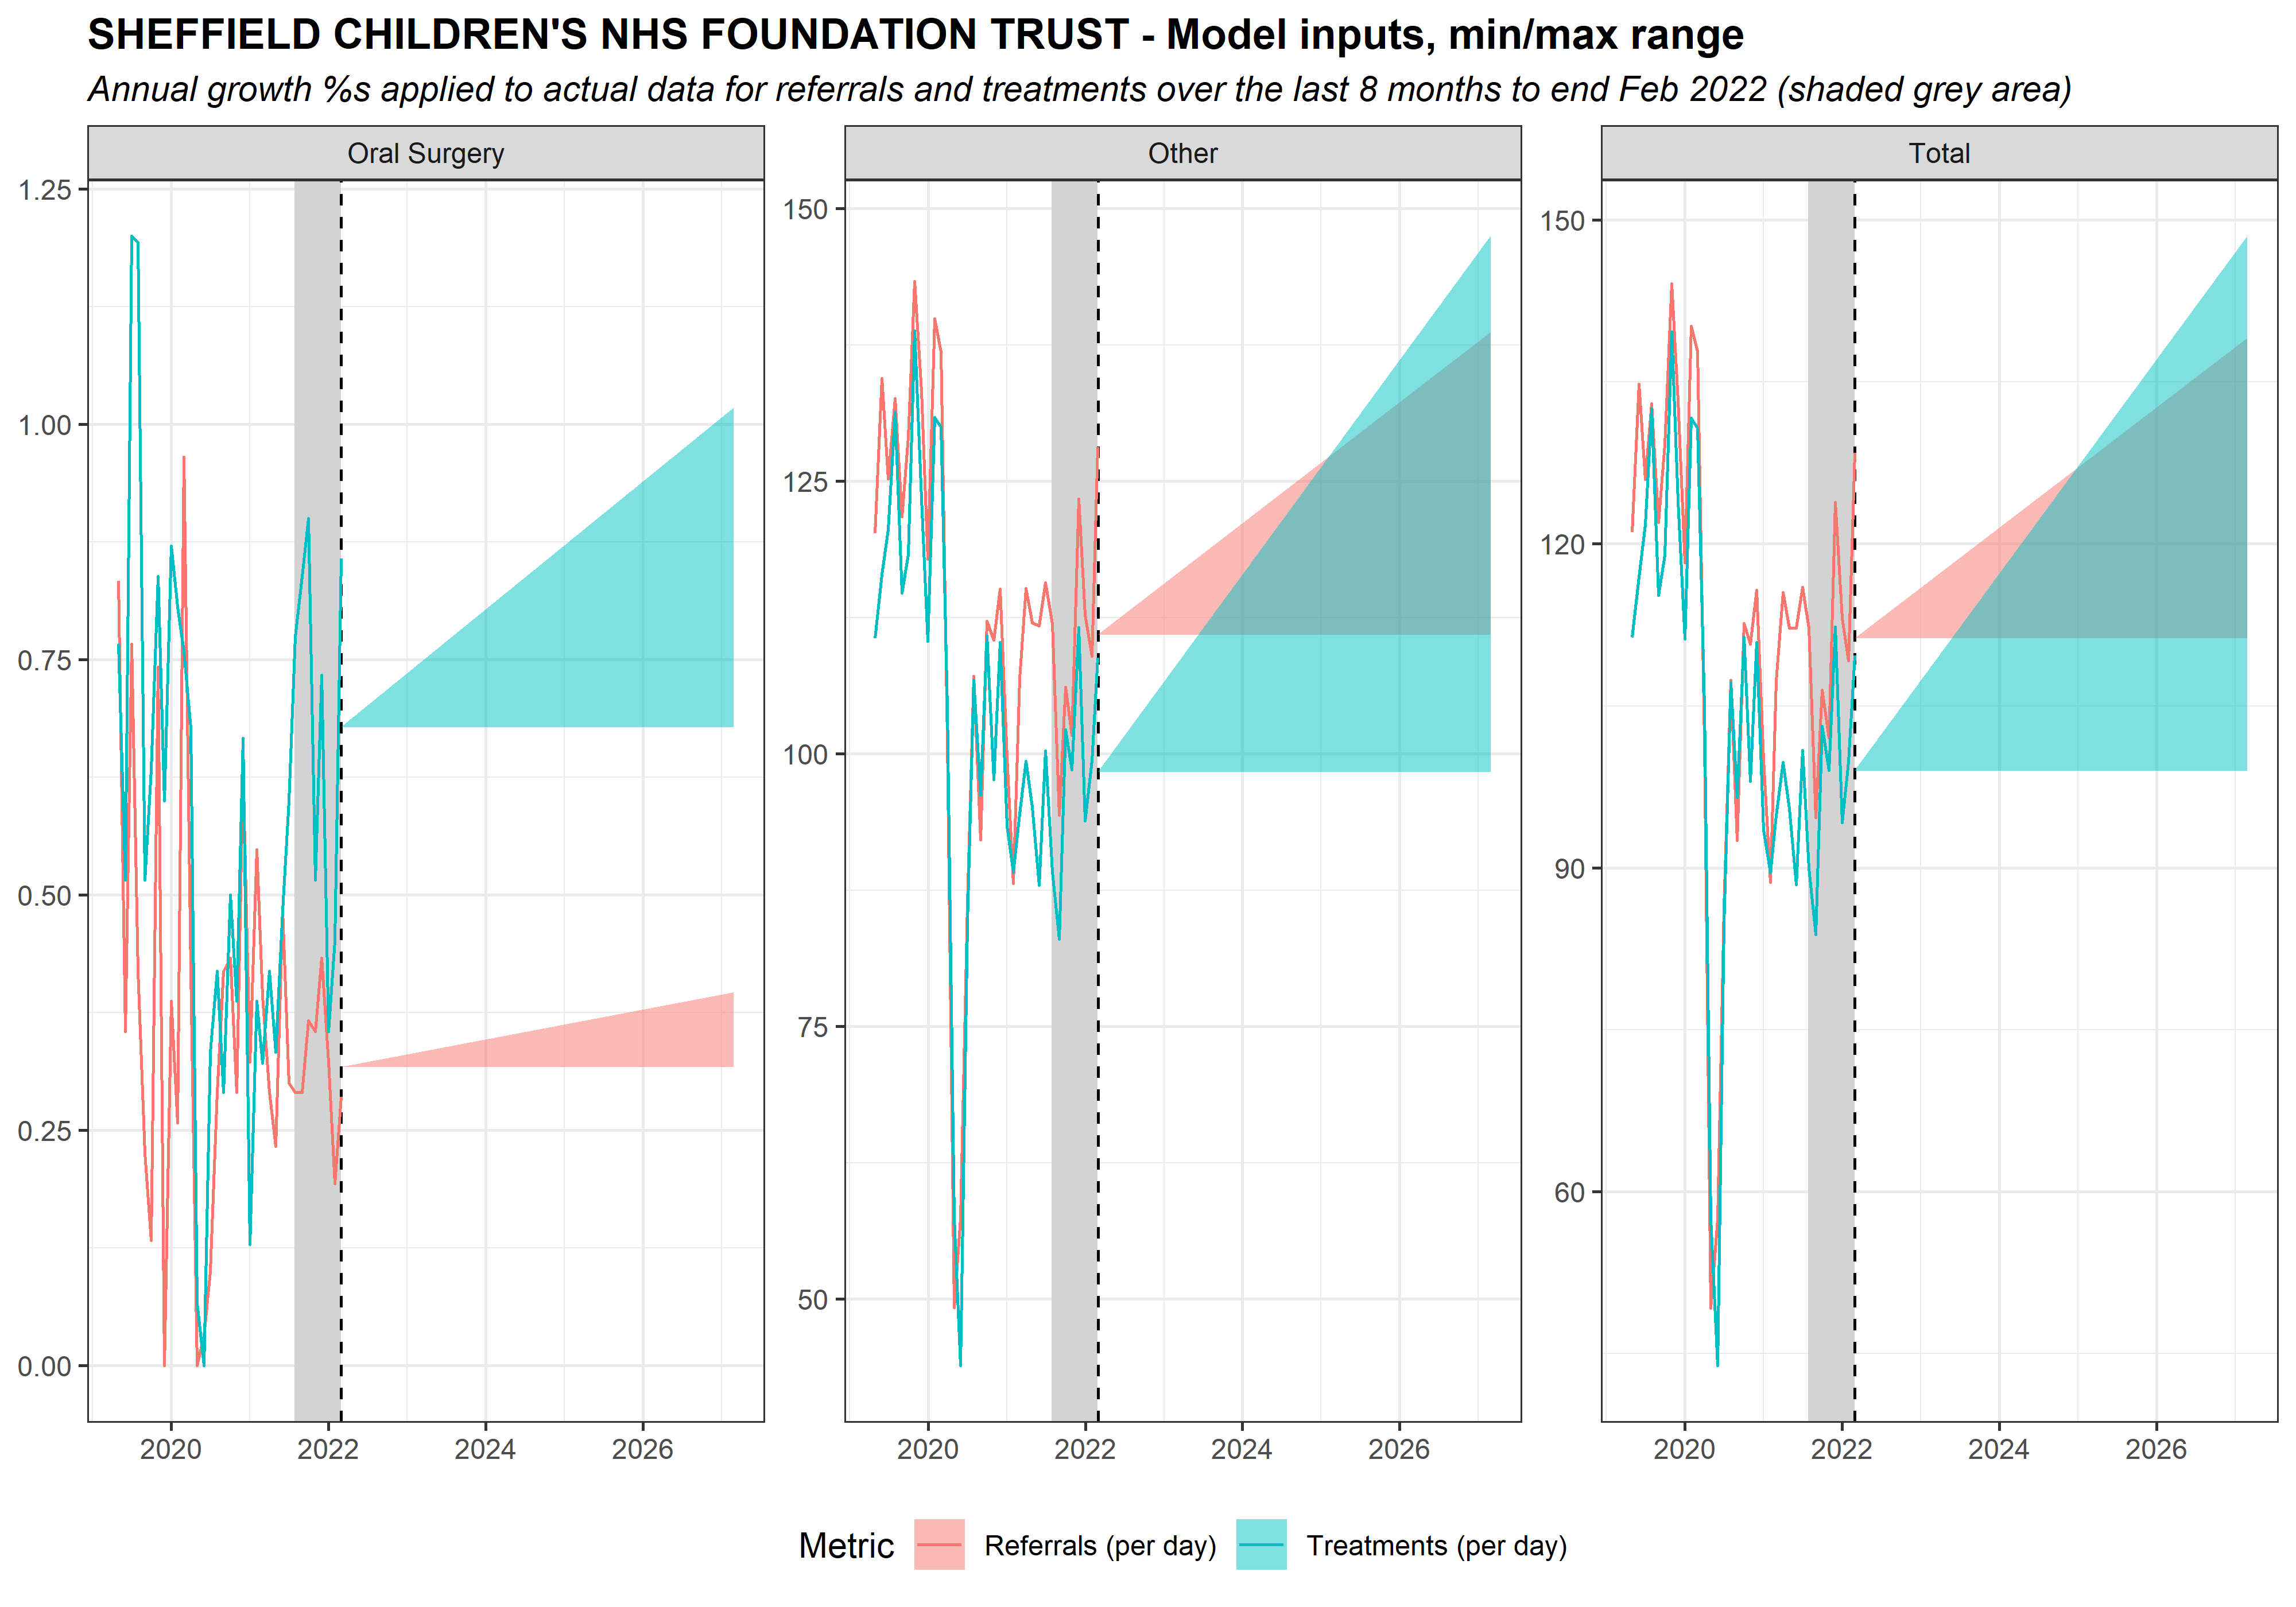 SHEFFIELD CHILDREN'S NHS FOUNDATION TRUST - Model inputs, min/max range
Annual growth %s applied to actual data for referrals and treatments over the last 8 months to end Feb 2022 (shaded grey area)
Oral Surgery
1.25
1.00
0.75
0.50
0.25
0.00
2020 2022 2024 2026
Other
150
125
100
75
50
2020 2022 2024 2026
Total
150
120
90
60
2020 2022 2024 2026
Metric Referrals (per day) Treatments (per day)